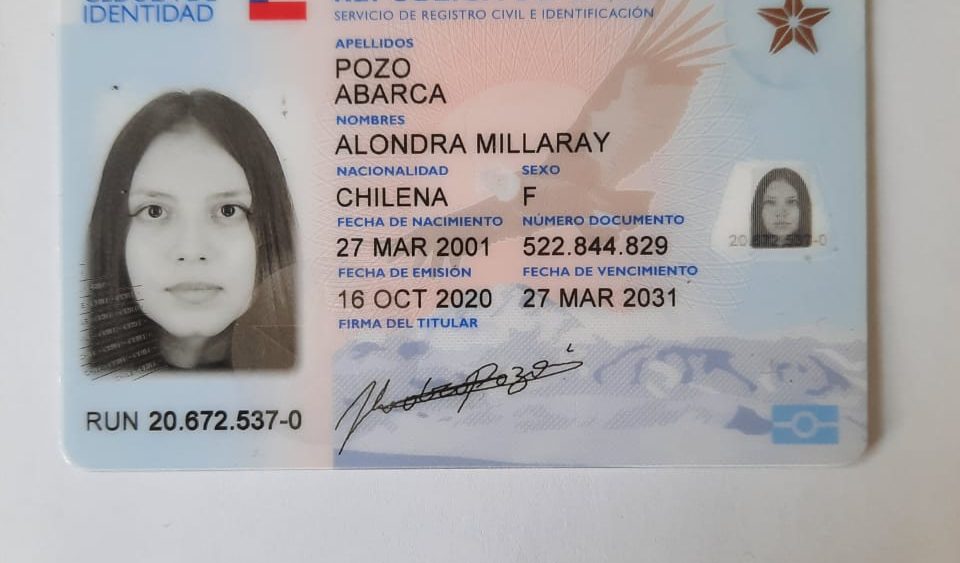 IDENTIDAD
SERVICIO DE REGISTRO CIVIL E IDENTIFICACIÓN
APELLIDOS
POZO
ABARCA
NOMBRES
ALONDRA MILLARAY
NACIONALIDAD SEXO
CHILENA F
FECHA DE NACIMIENTO NÚMERO DOCUMENTO
27 MAR 2001 522.844.829
FECHA DE EMISIÓN FECHA DE VENCIMIENTO
16 OCT 2020 27 MAR 2031
FIRMA DEL TITULAR
RUN 20.672.537-0
20.672.537-0